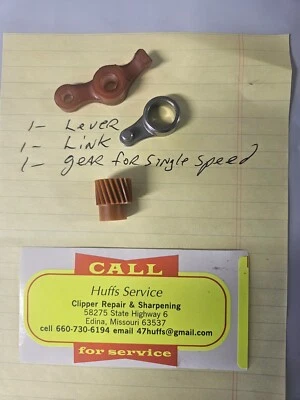 1- Lever
1- Link
1- gear for single speed
CALL
Huffs Service
Clipper Repair & Sharpening
58275 State Highway 6
Edina, Missouri 63537
cell 660-730-6194 email 47huffs@gmail.com
for service